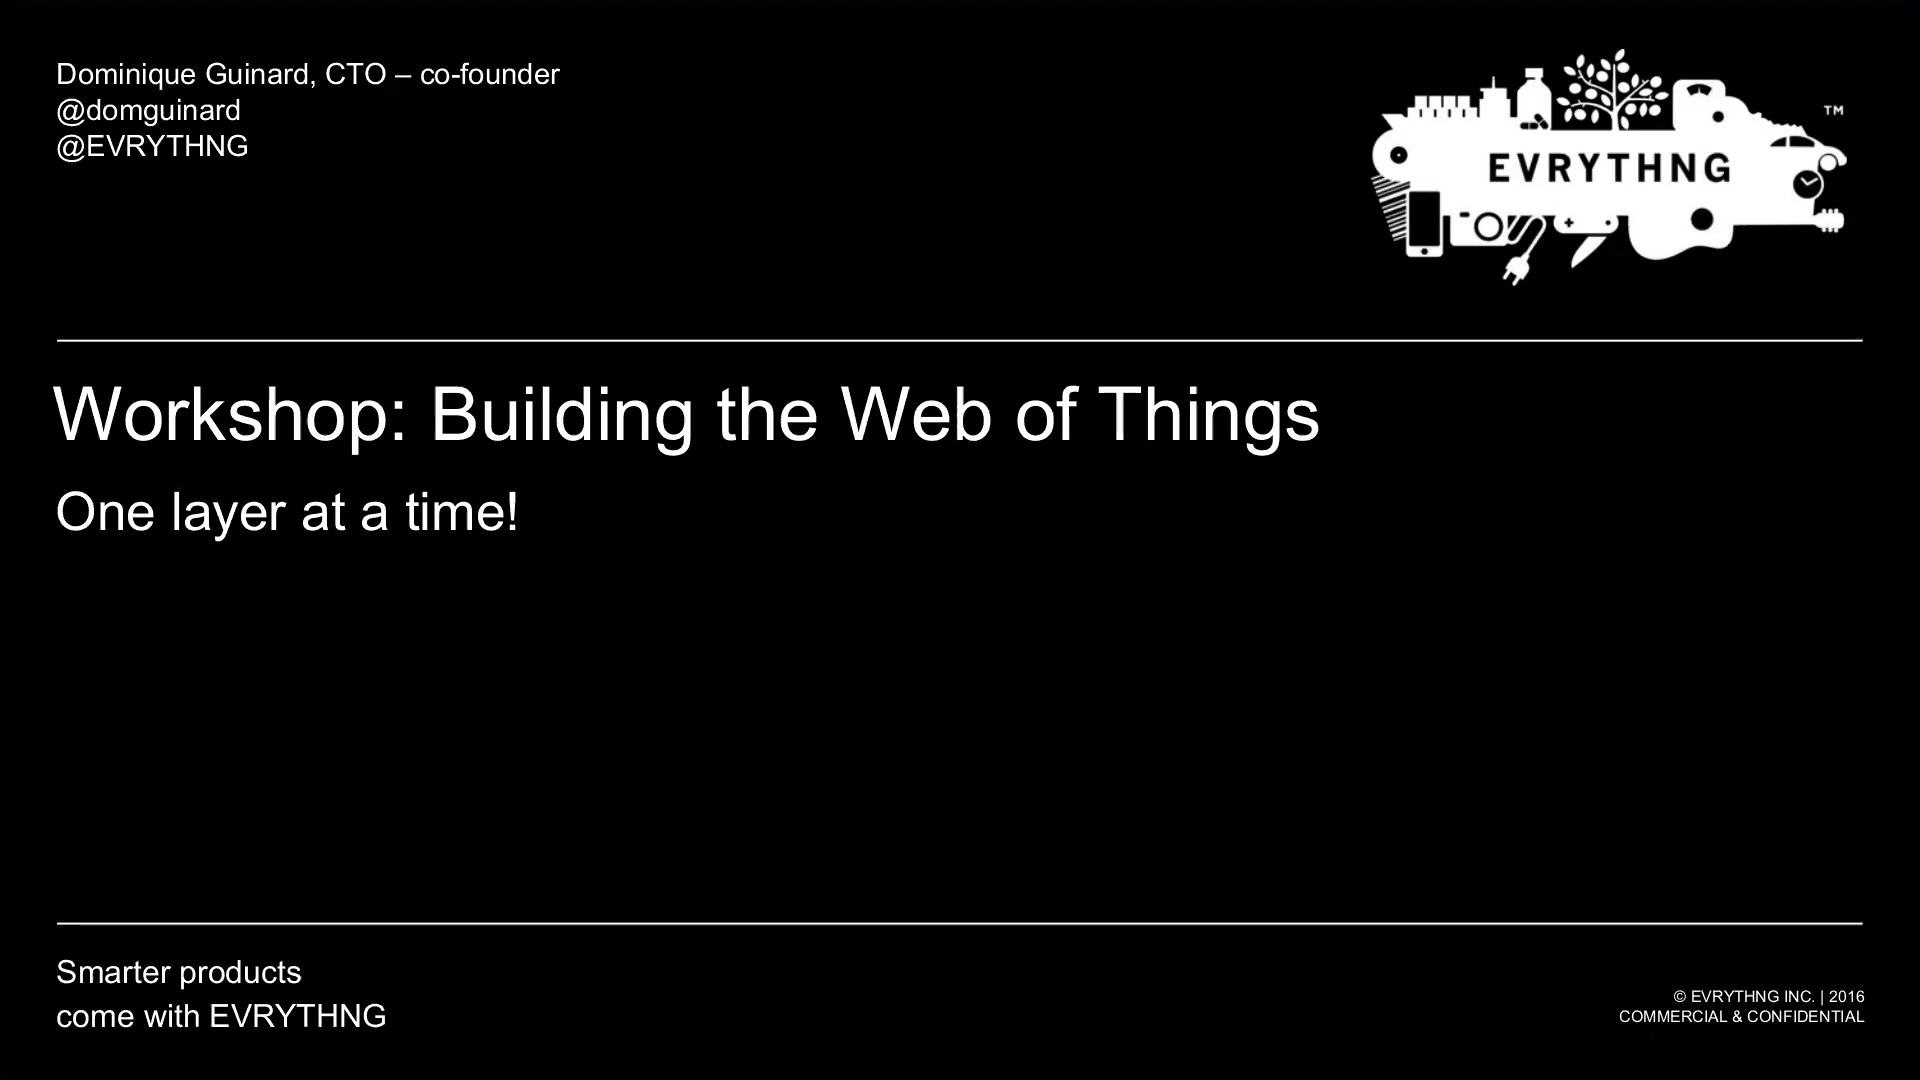 Dominique Guinard, CTO – co-founder
@domguinard
@EVRYTHNG
EVRYTHNG
™
Workshop: Building the Web of Things
One layer at a time!
Smarter products
come with EVRYTHNG
© EVRYTHNG INC. | 2016
COMMERCIAL & CONFIDENTIAL